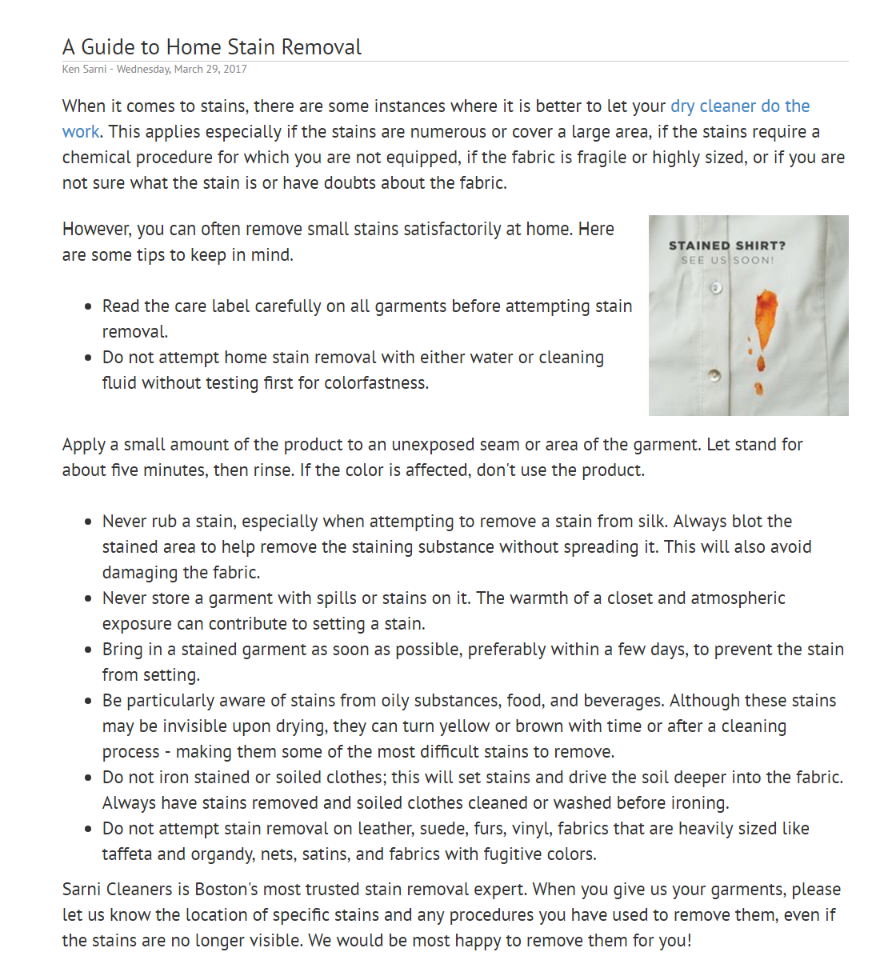 A Guide to Home Stain Removal
Ken Sarni - Wednesday, March 29, 2017
When it comes to stains, there are some instances where it is better to let your dry cleaner do the
work. This applies especially if the stains are numerous or cover a large area, if the stains require a
chemical procedure for which you are not equipped, if the fabric is fragile or highly sized, or if you are
not sure what the stain is or have doubts about the fabric.
However, you can often remove small stains satisfactorily at home. Here
are some tips to keep in mind.
STAINED SHIRT?
SEE US SOON!
• Read the care label carefully on all garments before attempting stain
removal.
• Do not attempt home stain removal with either water or cleaning
fluid without testing first for colorfastness.
Apply a small amount of the product to an unexposed seam or area of the garment. Let stand for
about five minutes, then rinse. If the color is affected, don't use the product.
• Never rub a stain, especially when attempting to remove a stain from silk. Always blot the
stained area to help remove the staining substance without spreading it. This will also avoid
damaging the fabric.
• Never store a garment with spills or stains on it. The warmth of a closet and atmospheric
exposure can contribute to setting a stain.
• Bring in a stained garment as soon as possible, preferably within a few days, to prevent the stain
from setting.
• Be particularly aware of stains from oily substances, food, and beverages. Although these stains
may be invisible upon drying, they can turn yellow or brown with time or after a cleaning
process - making them some of the most difficult stains to remove.
• Do not iron stained or soiled clothes; this will set stains and drive the soil deeper into the fabric.
Always have stains removed and soiled clothes cleaned or washed before ironing.
• Do not attempt stain removal on leather, suede, furs, vinyl, fabrics that are heavily sized like
taffeta and organdy, nets, satins, and fabrics with fugitive colors.
Sarni Cleaners is Boston's most trusted stain removal expert. When you give us your garments, please
let us know the location of specific stains and any procedures you have used to remove them, even if
the stains are no longer visible. We would be most happy to remove them for you!